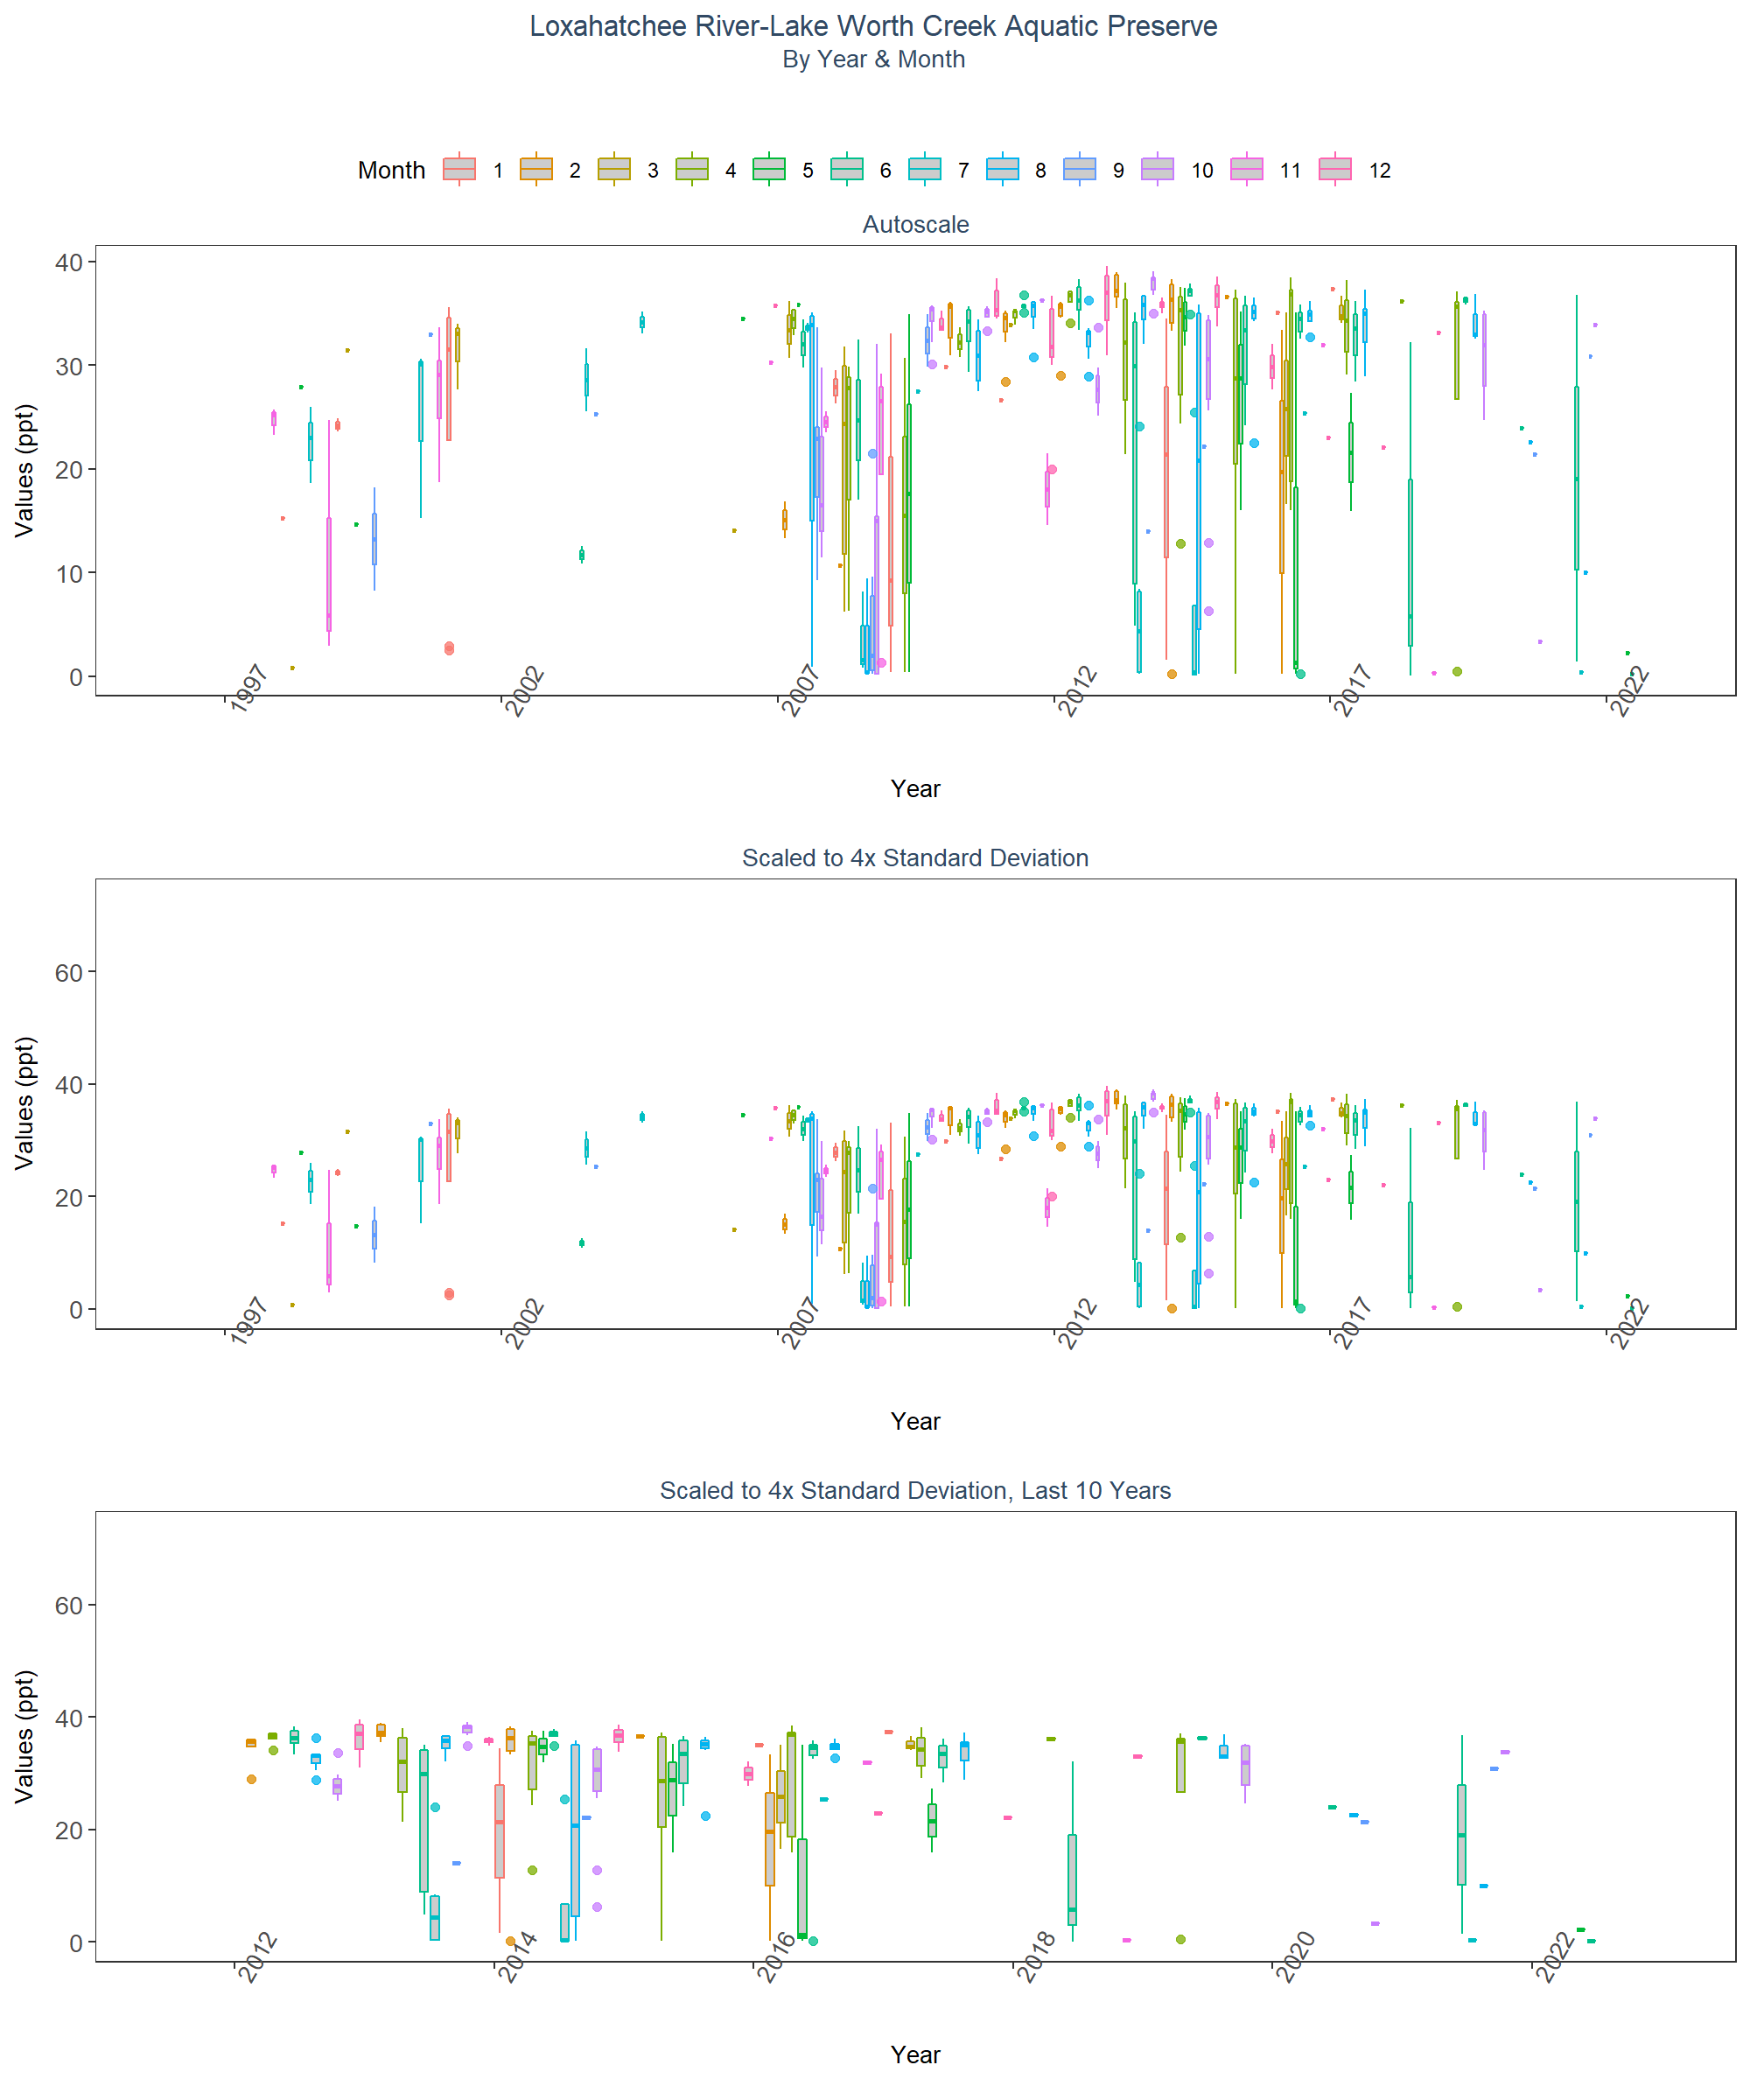 Loxahatchee River-Lake Worth Creek Aquatic Preserve
By Year & Month
Month 1 2 3 4 5 6 7 8 9 10 11 12
Autoscale
Values (ppt)
40
30
20
10
0
1997 2002 2007 2012 2017 2022
Year
Scaled to 4x Standard Deviation
Values (ppt)
60
40
20
0
1997 2002 2007 2012 2017 2022
Year
Scaled to 4x Standard Deviation, Last 10 Years
Values (ppt)
60
40
20
0
2012 2014 2016 2018 2020 2022
Year